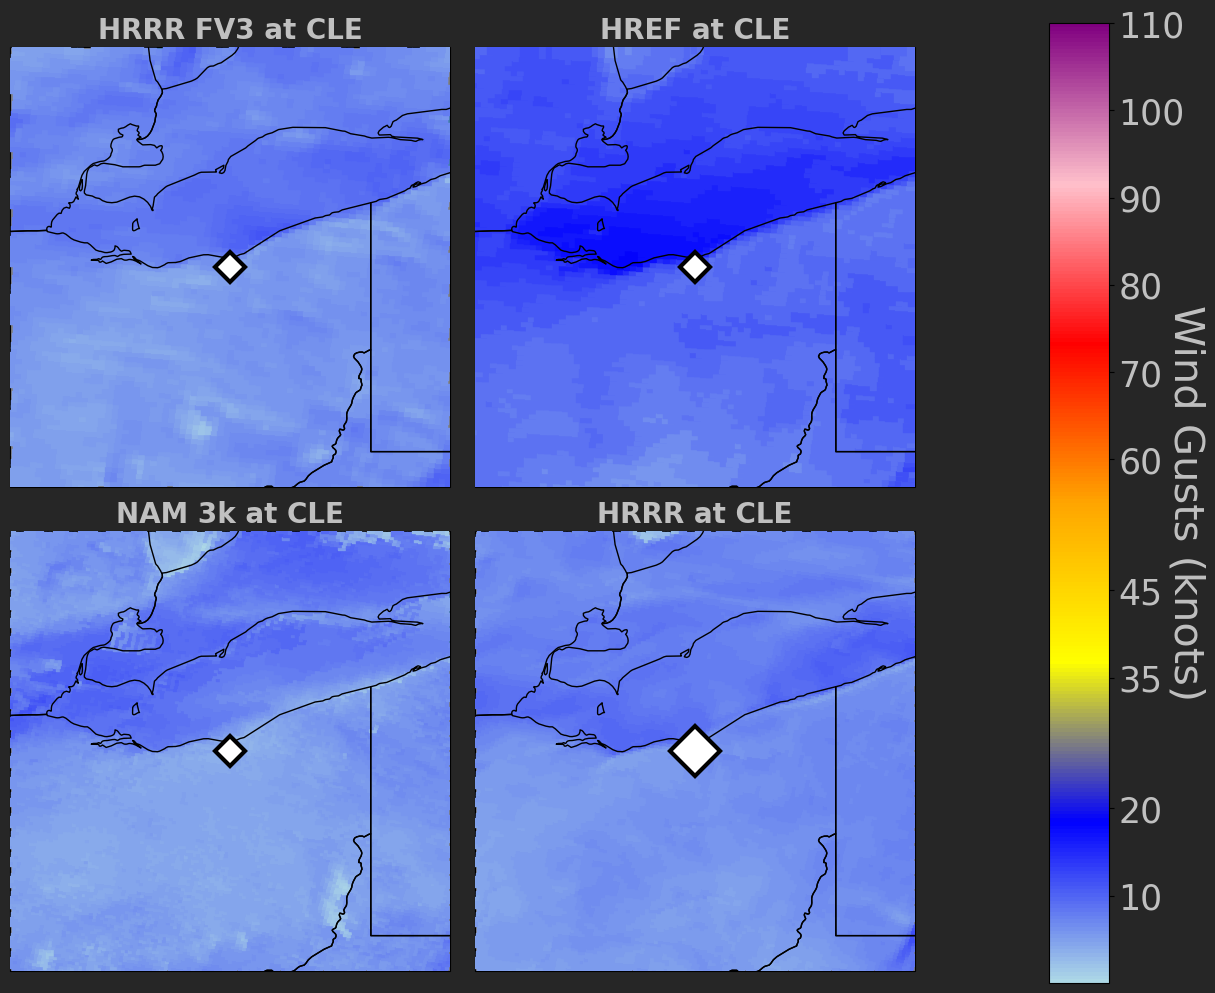 HRRR FV3 at CLE
HREF at CLE
NAM 3k at CLE
HRRR at CLE
110
100
90
80
70
60
45
35
20
10
Wind Gusts (knots)